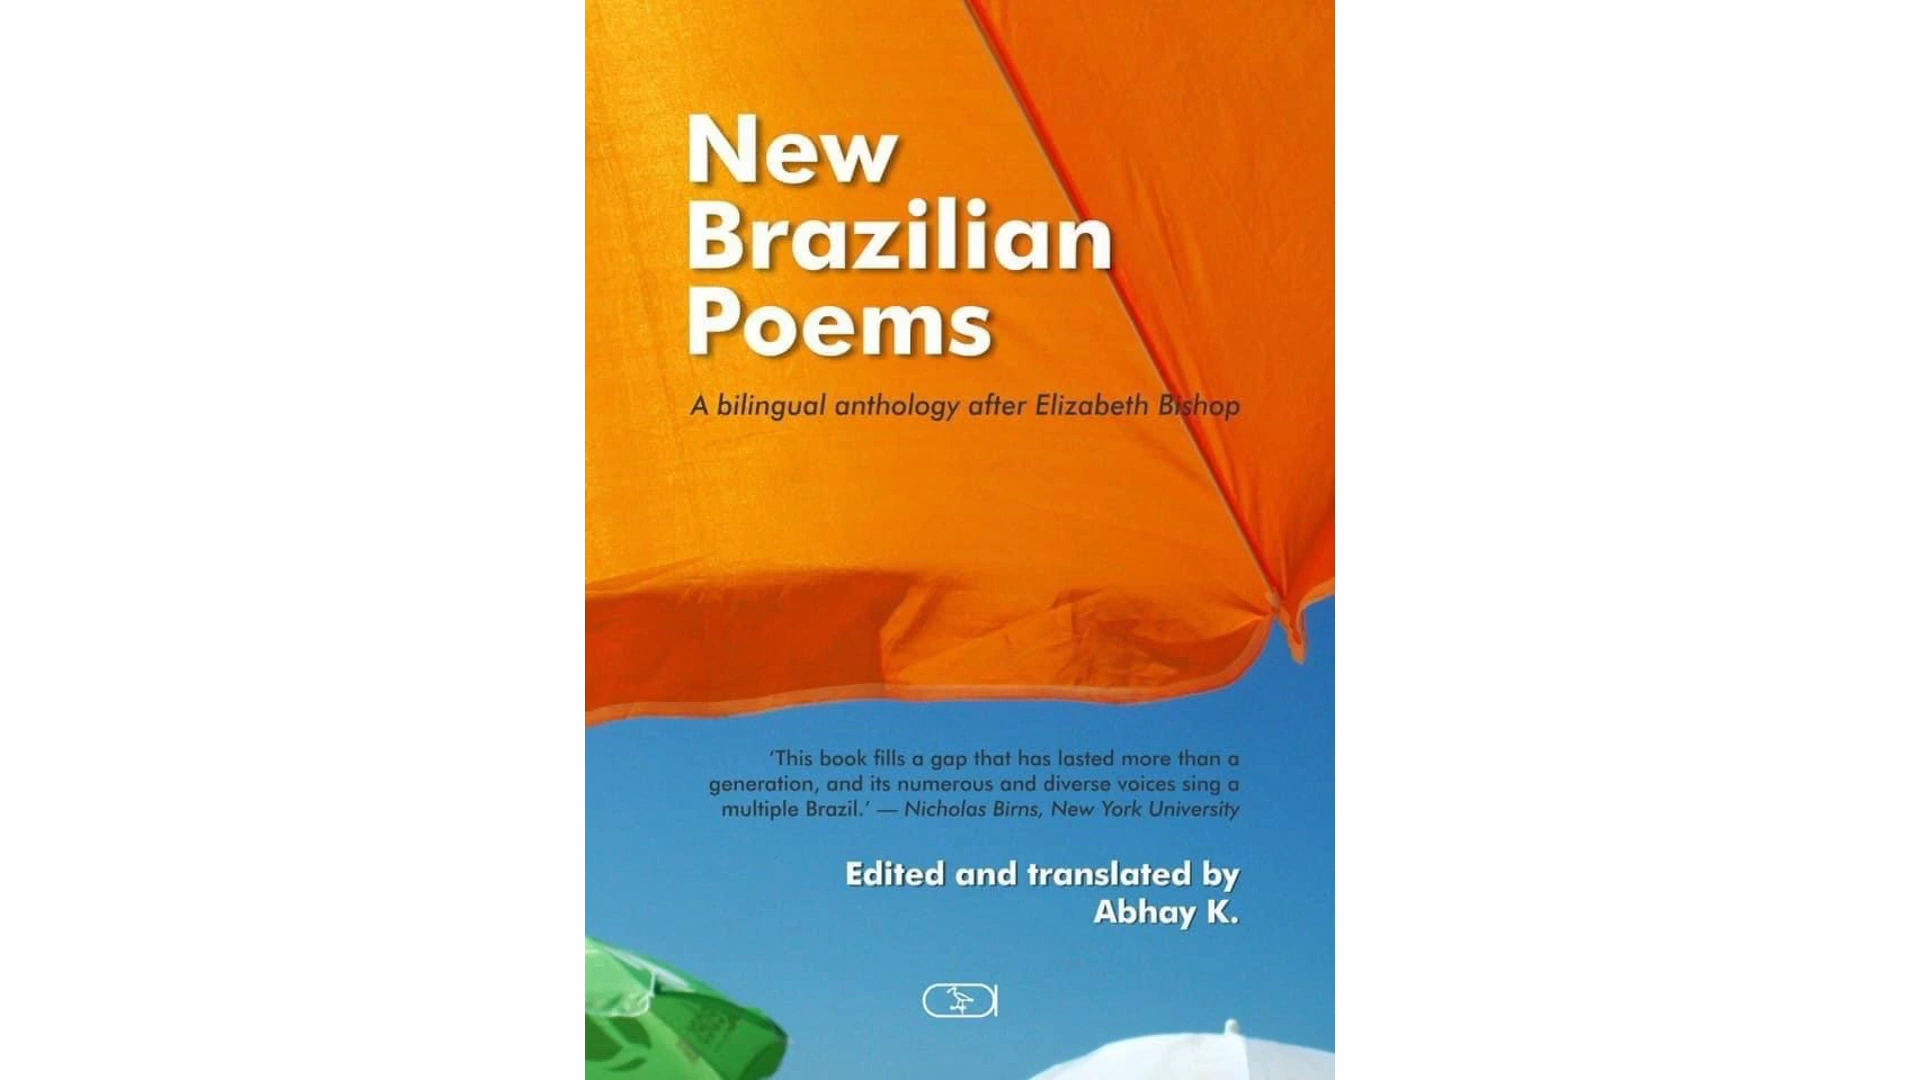 New
Brazilian
Poems
A bilingual anthology after Elizabeth Bishop
‘This book fills a gap that has lasted more than a
generation, and its numerous and diverse voices sing a
multiple Brazil.’ — Nicholas Birns, New York University
Edited and translated by
Abhay K.